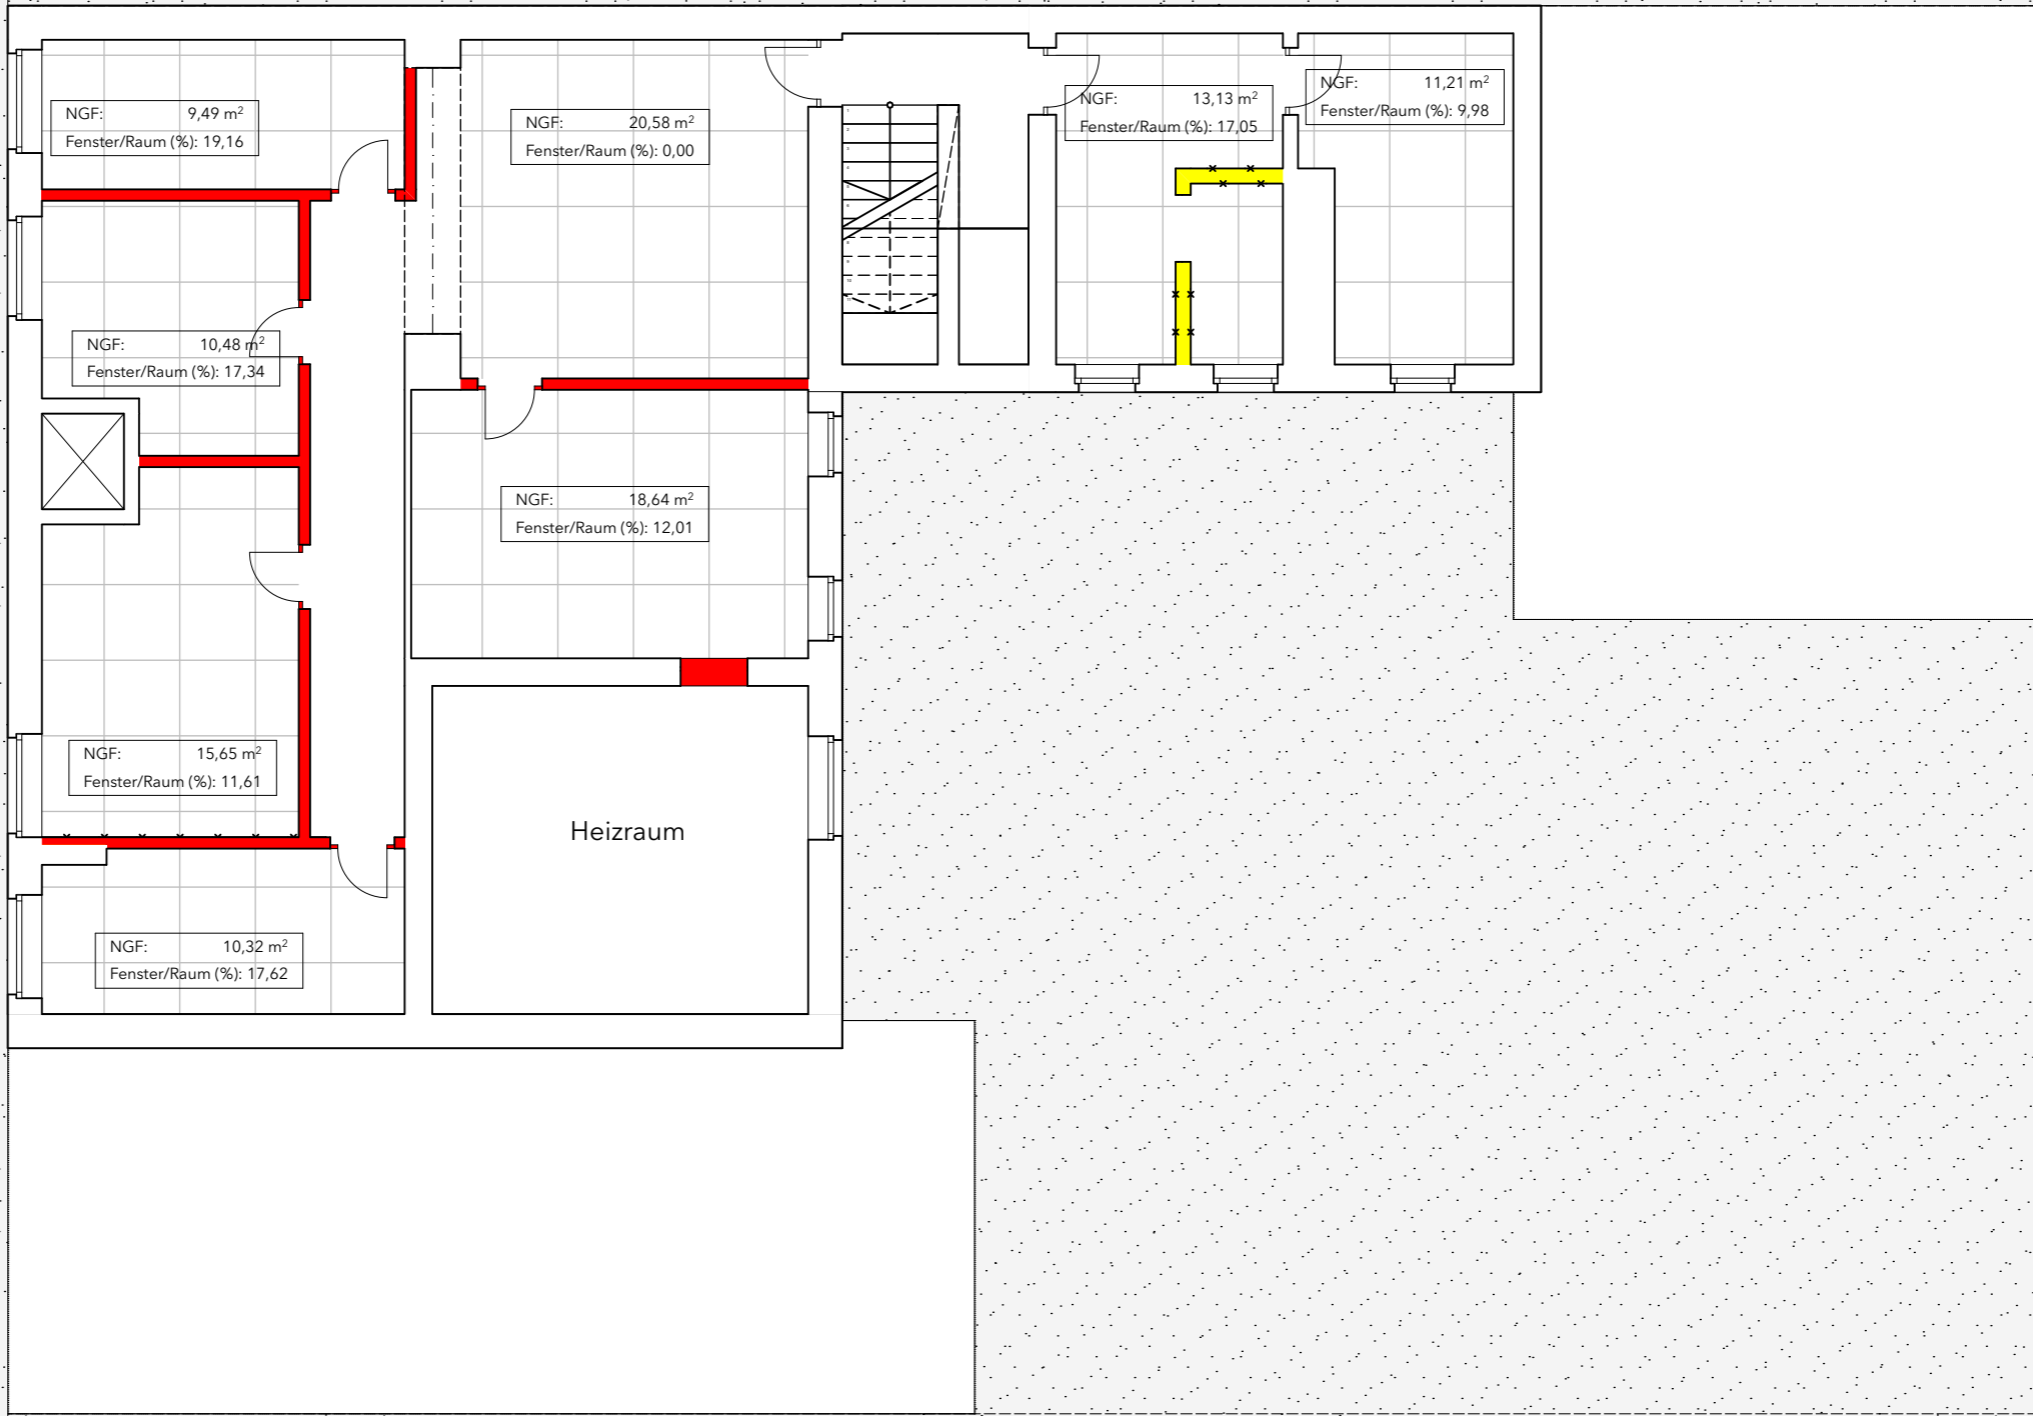 NGF: 9,49 m²
Fenster/Raum (%): 19,16
NGF: 20,58 m²
Fenster/Raum (%): 0,00
NGF: 13,13 m²
Fenster/Raum (%): 17,05
NGF: 11,21 m²
Fenster/Raum (%): 9,98
NGF: 10,48 m²
Fenster/Raum (%): 17,34
NGF: 18,64 m²
Fenster/Raum (%): 12,01
NGF: 15,65 m²
Fenster/Raum (%): 11,61
Heizraum
NGF: 10,32 m²
Fenster/Raum (%): 17,62